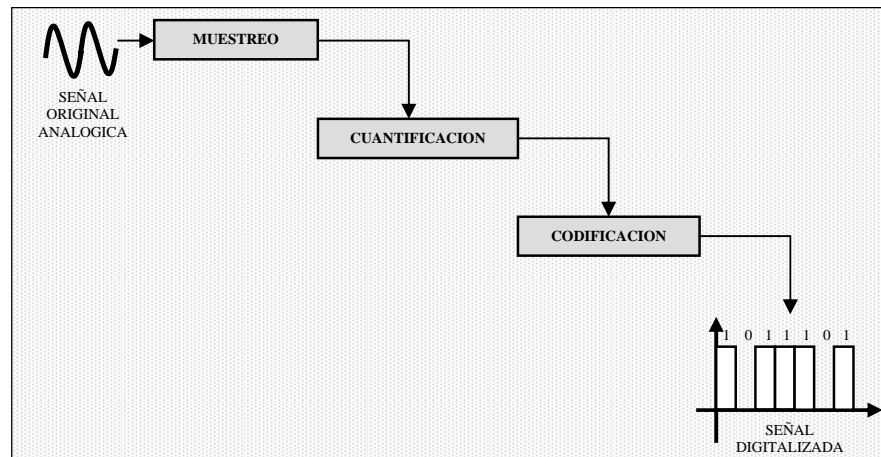 MUESTREO
SEÑAL
ORIGINAL
ANALOGICA
CUANTIFICACION
CODIFICACION
1 0 1 1 1 0 1
SEÑAL
DIGITALIZADA